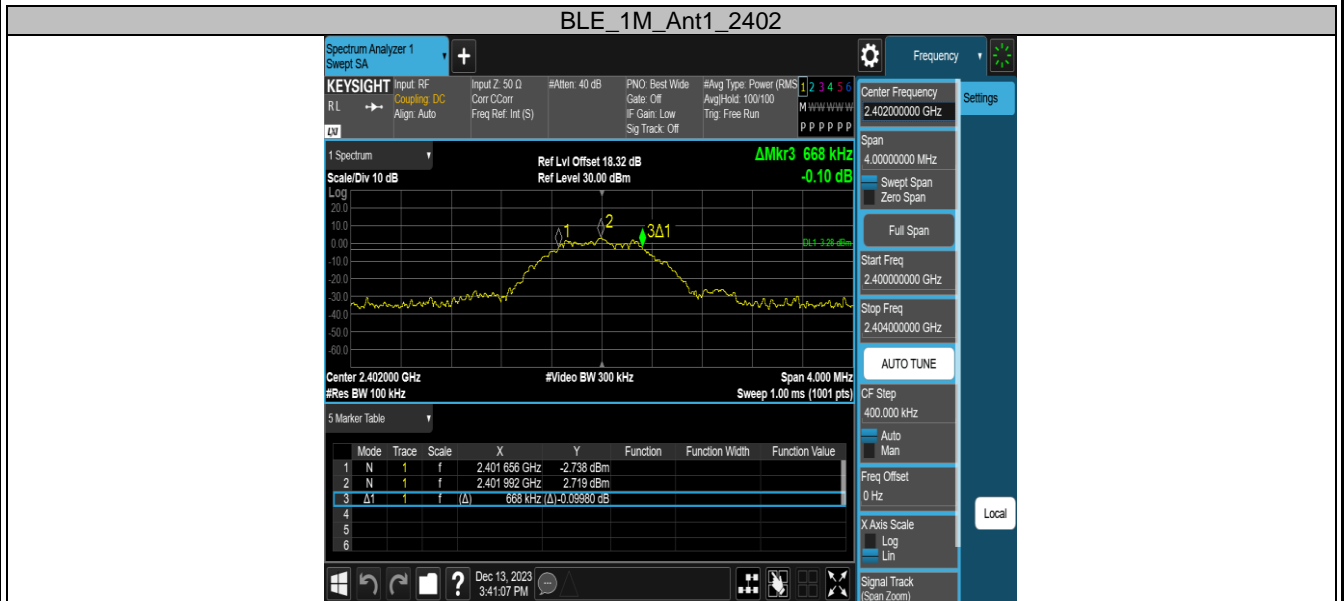 BLE_1M_Ant1_2402
Spectrum Analyzer 1
Swept SA
+
Frequency
KEYSIGHT
RL
LXI
Input: RF
Coupling: DC
Align: Auto
Input Z: 50 Ω
Corr CCorr
Freq Ref: Int (S)
#Atten: 40 dB
PNO: Best Wide
Gate: Off
IF Gain: Low
Sig Track: Off
#Avg Type: Power (RMS
Avg|Hold: 100/100
Trig: Free Run
1 2 3 4 5 6
M W W W W W
P P P P P P
1 Spectrum
Scale/Div 10 dB
Ref Lvl Offset 18.32 dB
Ref Level 30.00 dBm
ΔMkr3 668 kHz
-0.10 dB
Log
20.0
10.0
0.00
-10.0
-20.0
-30.0
-40.0
-50.0
-60.0
1
2
3Δ1
DL1 3.28 dBm
Center 2.402000 GHz
#Video BW 300 kHz
Span 4.000 MHz
#Res BW 100 kHz
Sweep 1.00 ms (1001 pts)
5 Marker Table
Mode Trace Scale X Y Function Function Width Function Value
1 N 1 f 2.401 656 GHz -2.738 dBm
2 N 1 f 2.401 992 GHz 2.719 dBm
3 Δ1 1 f (Δ) 668 kHz (Δ) -0.09980 dB
4
5
6
Dec 13, 2023
3:41:07 PM
Center Frequency
2.402000000 GHz
Settings
Span
4.00000000 MHz
Swept Span
Zero Span
Full Span
Start Freq
2.400000000 GHz
Stop Freq
2.404000000 GHz
AUTO TUNE
CF Step
400.000 kHz
Auto
Man
Freq Offset
0 Hz
Local
X Axis Scale
Log
Lin
Signal Track
(Span Zoom)